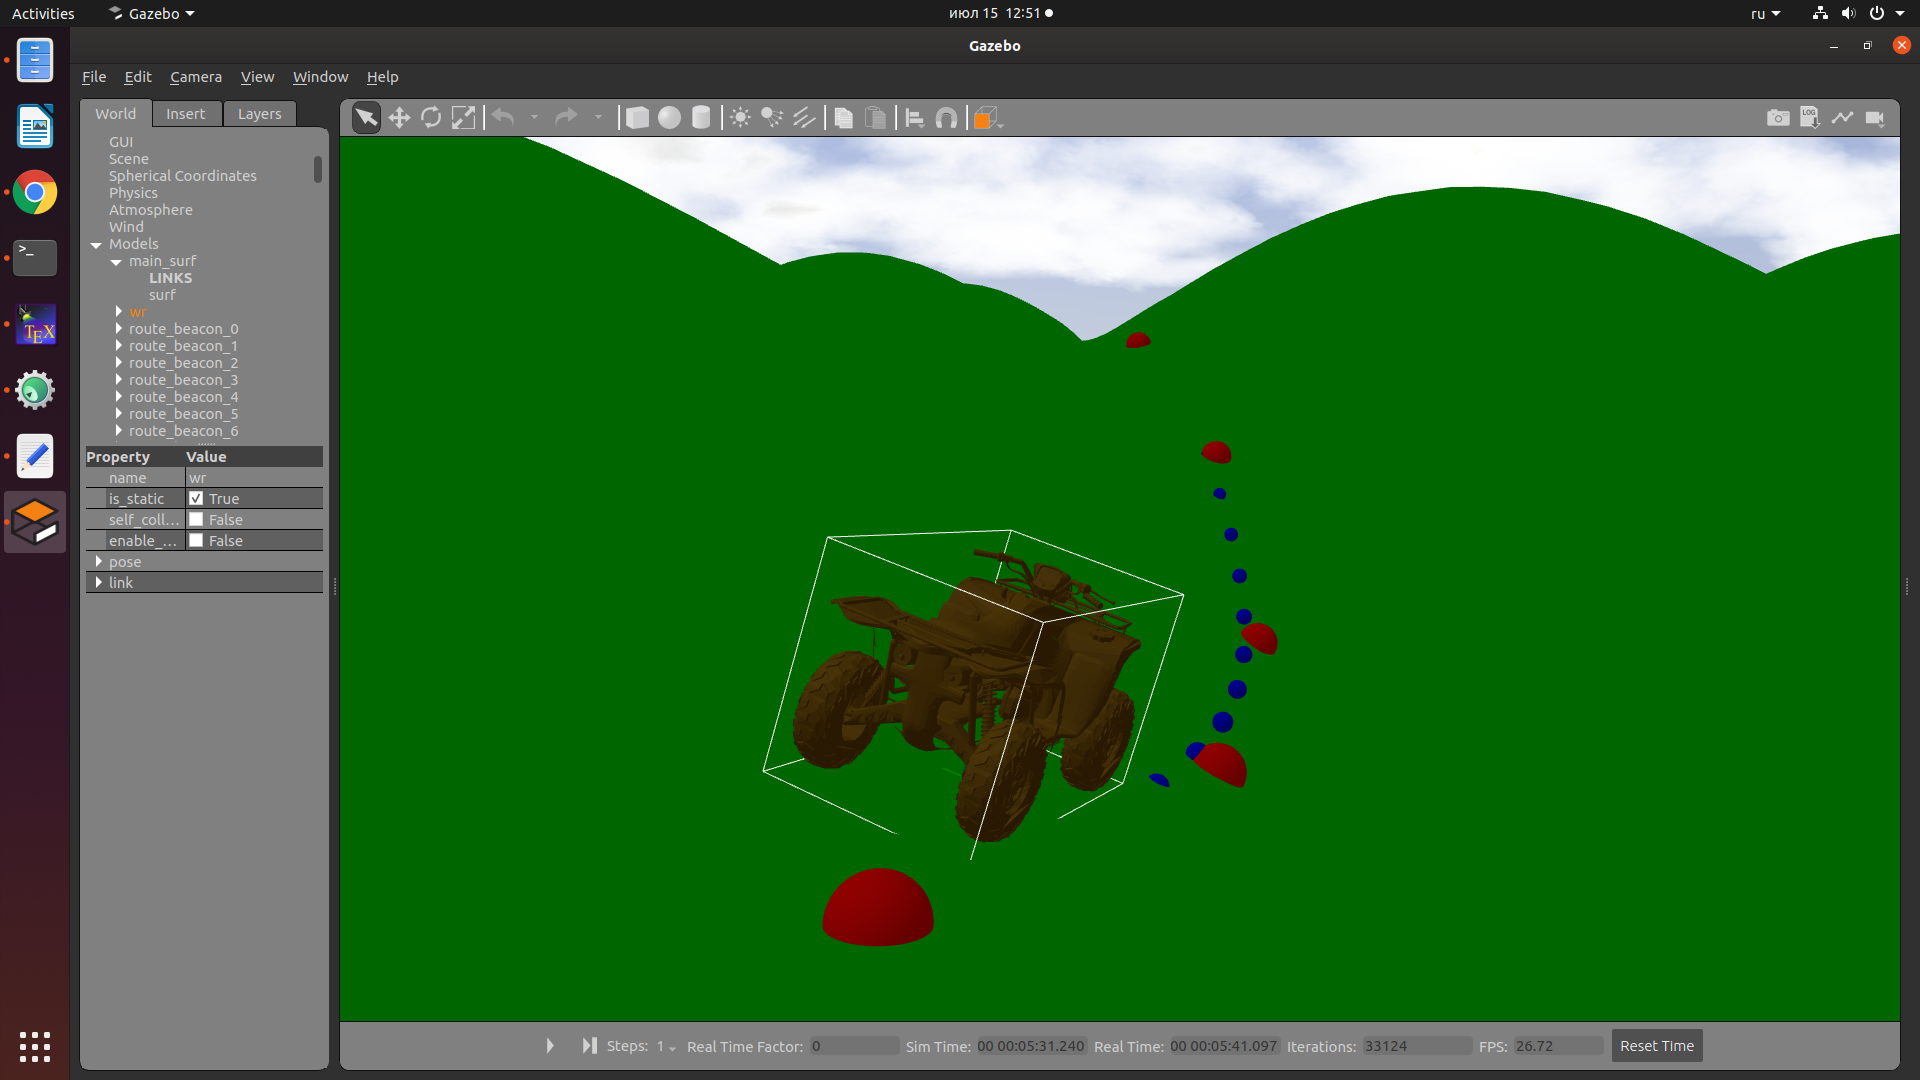 Activities Gazebo июл 15 12:51 ru
Gazebo
File Edit Camera View Window Help
World Insert Layers
GUI
Scene
Spherical Coordinates
Physics
Atmosphere
Wind
Models
main_surf
LINKS
surf
wr
route_beacon_0
route_beacon_1
route_beacon_2
route_beacon_3
route_beacon_4
route_beacon_5
route_beacon_6
Property Value
name wr
is_static True
self_coll... False
enable_... False
pose
link
LOG
>_
TEX
Steps: 1 Real Time Factor: 0 Sim Time: 00 00:05:31.240 Real Time: 00 00:05:41.097 Iterations: 33124 FPS: 26.72 Reset Time